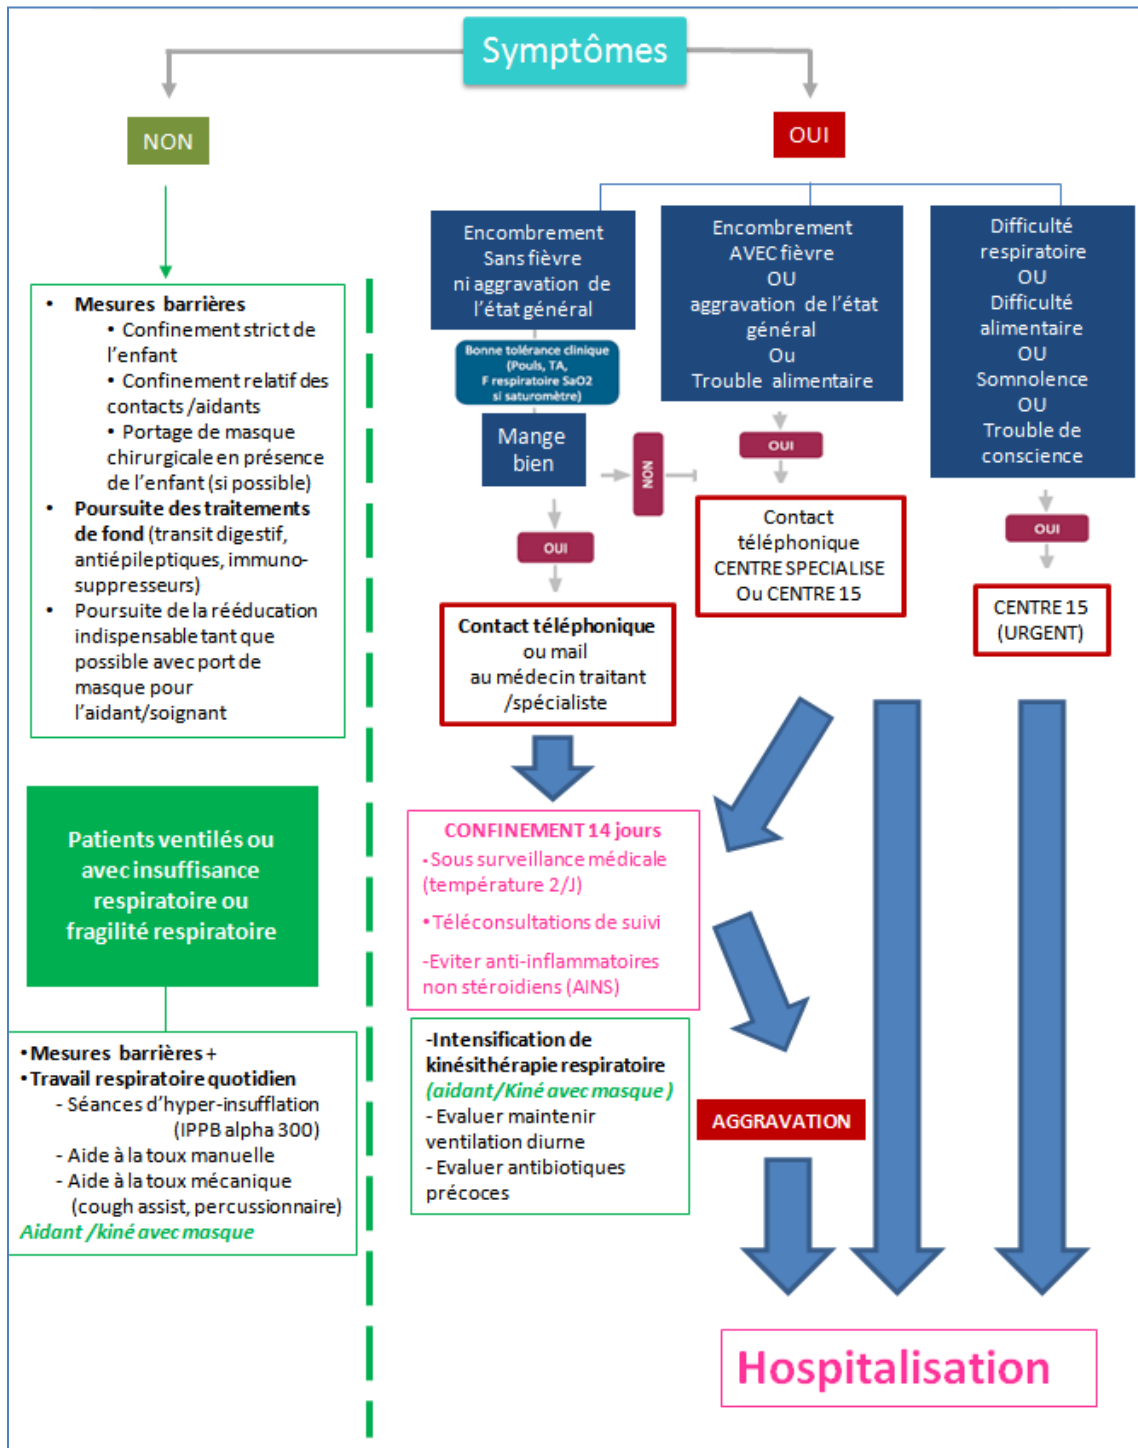 Symptômes
NON
OUI
• Mesures barrières
• Confinement strict de
l'enfant
• Confinement relatif des
contacts /aidants
• Portage de masque
chirurgicale en présence
de l'enfant (si possible)
• Poursuite des traitements
de fond (transit digestif,
antiépileptiques, immuno-
suppresseurs)
• Poursuite de la rééducation
indispensable tant que
possible avec port de
masque pour
l'aidant/soignant
Patients ventilés ou
avec insuffisance
respiratoire ou
fragilité respiratoire
•Mesures barrières +
•Travail respiratoire quotidien
- Séances d'hyper-insufflation
(IPPB alpha 300)
- Aide à la toux manuelle
- Aide à la toux mécanique
(cough assist, percussionnaire)
Aidant /kiné avec masque
Encombrement
Sans fièvre
ni aggravation de
l'état général
Bonne tolérance clinique
(Pouls, TA,
F respiratoire SaO2
si saturomètre)
Mange
bien
NON
OUI
Contact téléphonique
ou mail
au médecin traitant
/spécialiste
Encombrement
AVEC fièvre
OU
aggravation de l'état
général
Ou
Trouble alimentaire
OUI
Contact
téléphonique
CENTRE SPECIALISE
Ou CENTRE 15
Difficulté
respiratoire
OU
Difficulté
alimentaire
OU
Somnolence
OU
Trouble de
conscience
OUI
CENTRE 15
(URGENT)
CONFINEMENT 14 jours
•Sous surveillance médicale
(température 2/J)
•Téléconsultations de suivi
-Eviter anti-inflammatoires
non stéroidiens (AINS)
-Intensification de
kinésithérapie respiratoire
(aidant/Kiné avec masque )
- Evaluer maintenir
ventilation diurne
- Evaluer antibiotiques
précoces
AGGRAVATION
Hospitalisation